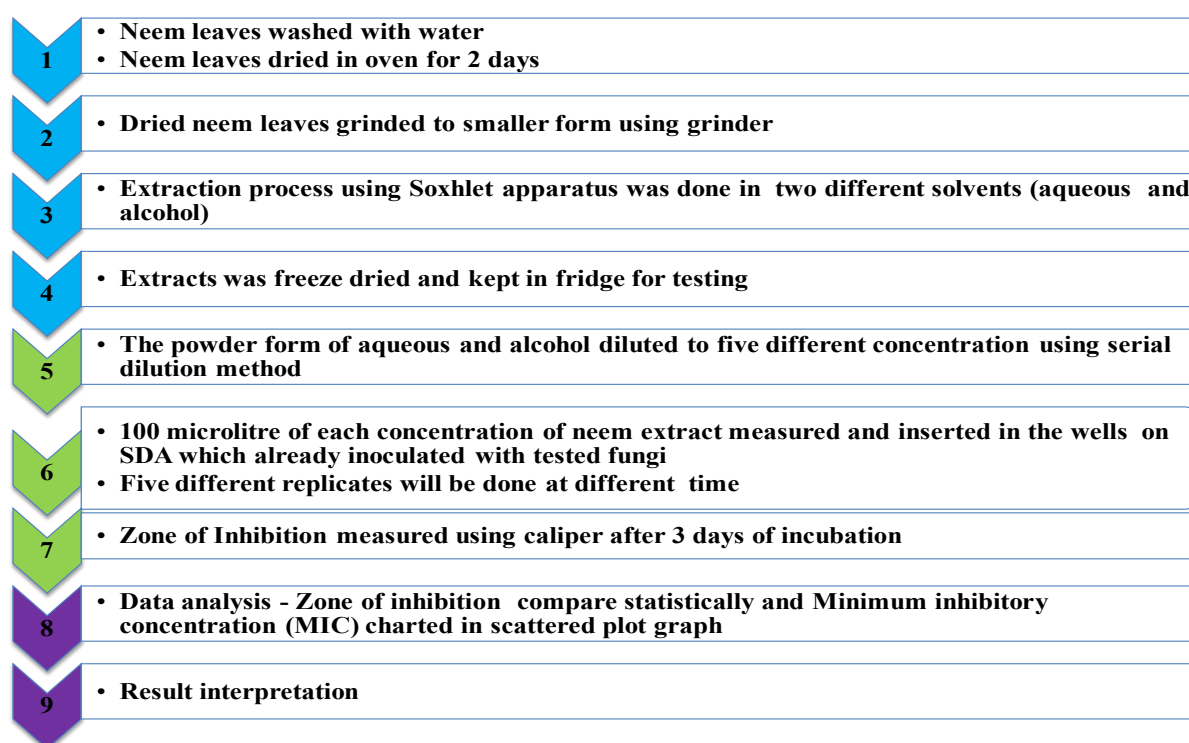 1
• Neem leaves washed with water
• Neem leaves dried in oven for 2 days
2
• Dried neem leaves grinded to smaller form using grinder
3
• Extraction process using Soxhlet apparatus was done in two different solvents (aqueous and
alcohol)
4
• Extracts was freeze dried and kept in fridge for testing
5
• The powder form of aqueous and alcohol diluted to five different concentration using serial
dilution method
6
• 100 microlitre of each concentration of neem extract measured and inserted in the wells on
SDA which already inoculated with tested fungi
• Five different replicates will be done at different time
7
• Zone of Inhibition measured using caliper after 3 days of incubation
8
• Data analysis - Zone of inhibition compare statistically and Minimum inhibitory
concentration (MIC) charted in scattered plot graph
9
• Result interpretation